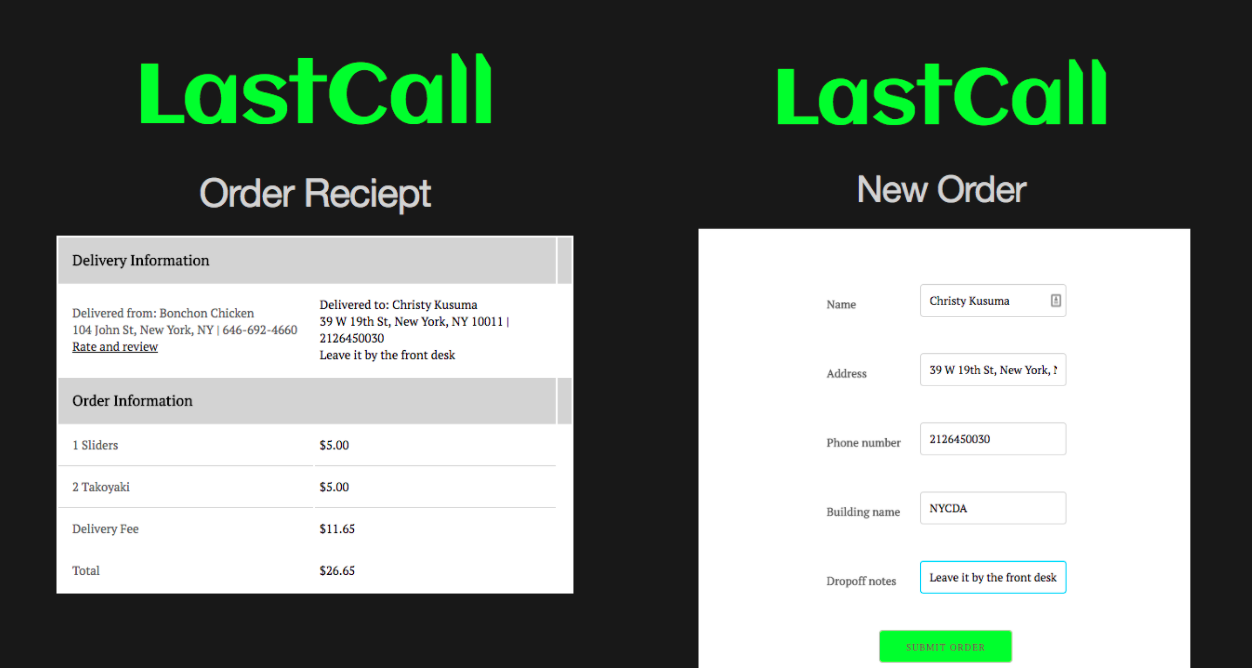 LastCall
Order Reciept
Delivery Information
Delivered from: Bonchon Chicken
104 John St, New York, NY | 646-692-4660
Rate and review
Delivered to: Christy Kusuma
39 W 19th St, New York, NY 10011 |
2126450030
Leave it by the front desk
Order Information
1 Sliders $5.00
2 Takoyaki $5.00
Delivery Fee $11.65
Total $26.65
LastCall
New Order
Name Christy Kusuma
Address 39 W 19th St, New York,
Phone number 2126450030
Building name NYCDA
Dropoff notes Leave it by the front desk
SUBMIT ORDER